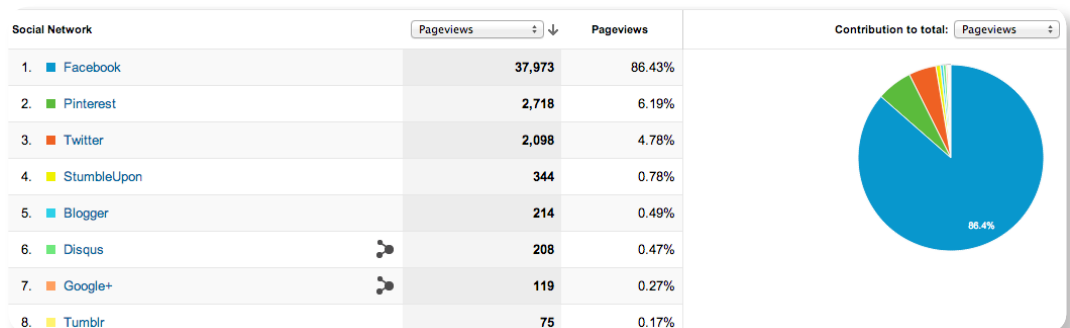 Social Network Pageviews Pageviews Contribution to total: Pageviews
1. Facebook 37,973 86.43%
2. Pinterest 2,718 6.19%
3. Twitter 2,098 4.78%
4. StumbleUpon 344 0.78%
5. Blogger 214 0.49%
6. Disqus 208 0.47%
7. Google+ 119 0.27%
8. Tumblr 75 0.17%
86.4%